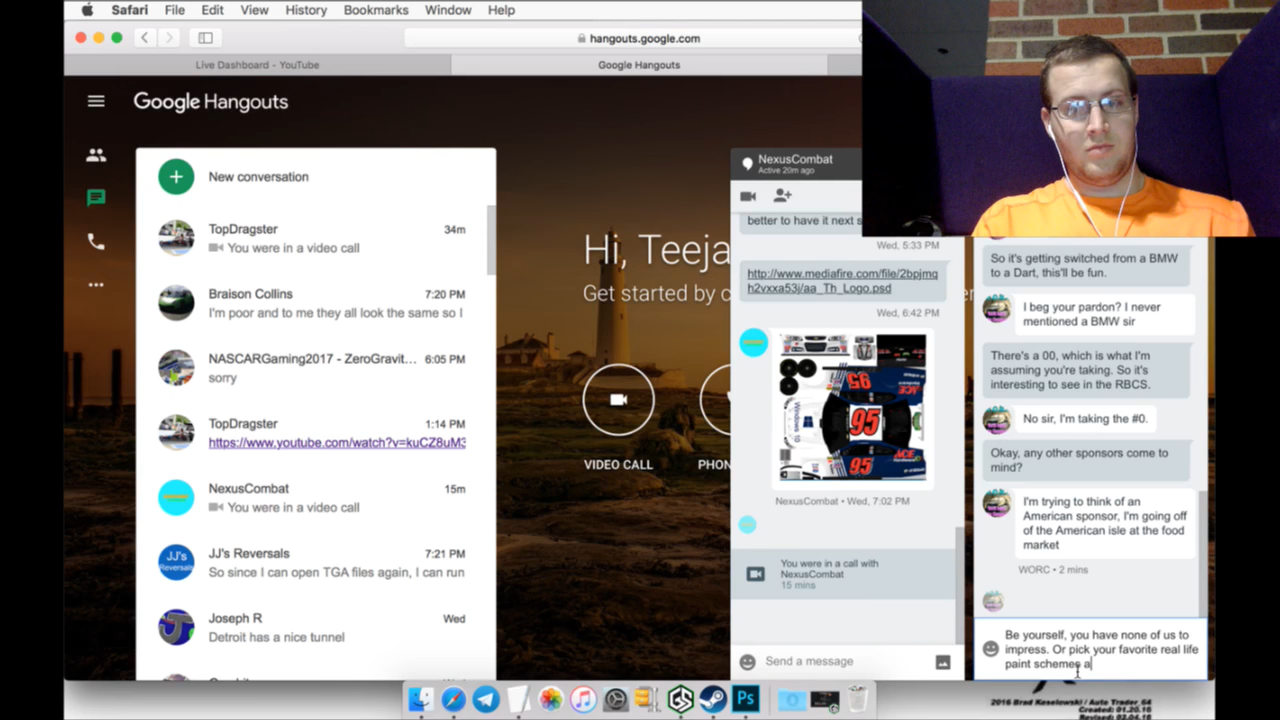 Safari File Edit View History Bookmarks Window Help
hangouts.google.com
Live Dashboard - YouTube
Google Hangouts
Google Hangouts
New conversation
TopDragster 34m
You were in a video call
Braison Collins 7:20 PM
I'm poor and to me they all look the same so I
NASCARGaming2017 - ZeroGravit... 6:05 PM
sorry
TopDragster 1:14 PM
https://www.youtube.com/watch?v=kuCZ8uM3
NexusCombat 15m
You were in a video call
JJ's Reversals 7:21 PM
JJ's
Reversals
So since I can open TGA files again, I can run
Joseph R Wed
Detroit has a nice tunnel
Hi, Teeja
Get started by c
VIDEO CALL
PHON
NexusCombat
Active 20m ago
better to have it next s
Wed, 5:33 PM
http://www.mediafire.com/file/2bpjmq
h2vxxa53j/aa_Th_Logo.psd
Wed, 6:42 PM
95
Windows 10
95
ACE
95
ACE
NexusCombat • Wed, 7:02 PM
You were in a call with
NexusCombat
15 mins
Send a message
So it's getting switched from a BMW
to a Dart, this'll be fun.
I beg your pardon? I never
mentioned a BMW sir
There's a 00, which is what I'm
assuming you're taking. So it's
interesting to see in the RBCS.
No sir, I'm taking the #0.
Okay, any other sponsors come to
mind?
I'm trying to think of an
American sponsor, I'm going off
of the American isle at the food
market
WORC • 2 mins
Be yourself, you have none of us to
impress. Or pick your favorite real life
paint schemes a
Ps
2016 Brad Keselowski / Auto Trader_64
Created: 01.20.16